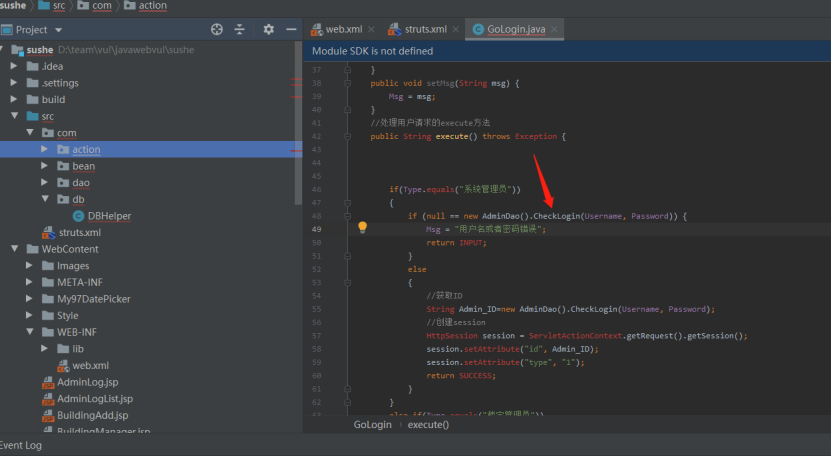 sushe src com action
Project
web.xml struts.xml GoLogin.java
sushe D:\team\vul\javawebvul\sushe
.idea
.settings
build
src
com
action
bean
dao
db
DBHelper
struts.xml
WebContent
Images
META-INF
My97DatePicker
Style
WEB-INF
lib
web.xml
AdminLog.jsp
AdminLogList.jsp
BuildingAdd.jsp
BuildingManager.jsp
Module SDK is not defined
37 }
38 public void setMsg(String msg) {
39 Msg = msg;
40 }
41 //处理用户请求的execute方法
42 public String execute() throws Exception {
43
44
45
46 if(Type.equals("系统管理员"))
47 {
48 if (null == new AdminDao().CheckLogin(Username, Password)) {
49 Msg = "用户名或者密码错误";
50 return INPUT;
51 }
52 else
53 {
54 //获取ID
55 String Admin_ID=new AdminDao().CheckLogin(Username, Password);
56 //创建session
57 HttpSession session = ServletActionContext.getRequest().getSession();
58 session.setAttribute("id", Admin_ID);
59 session.setAttribute("type", "1");
60 return SUCCESS;
61 }
62 }
63 else if(Type.equals("楼宇管理员"))
GoLogin execute()
Event Log